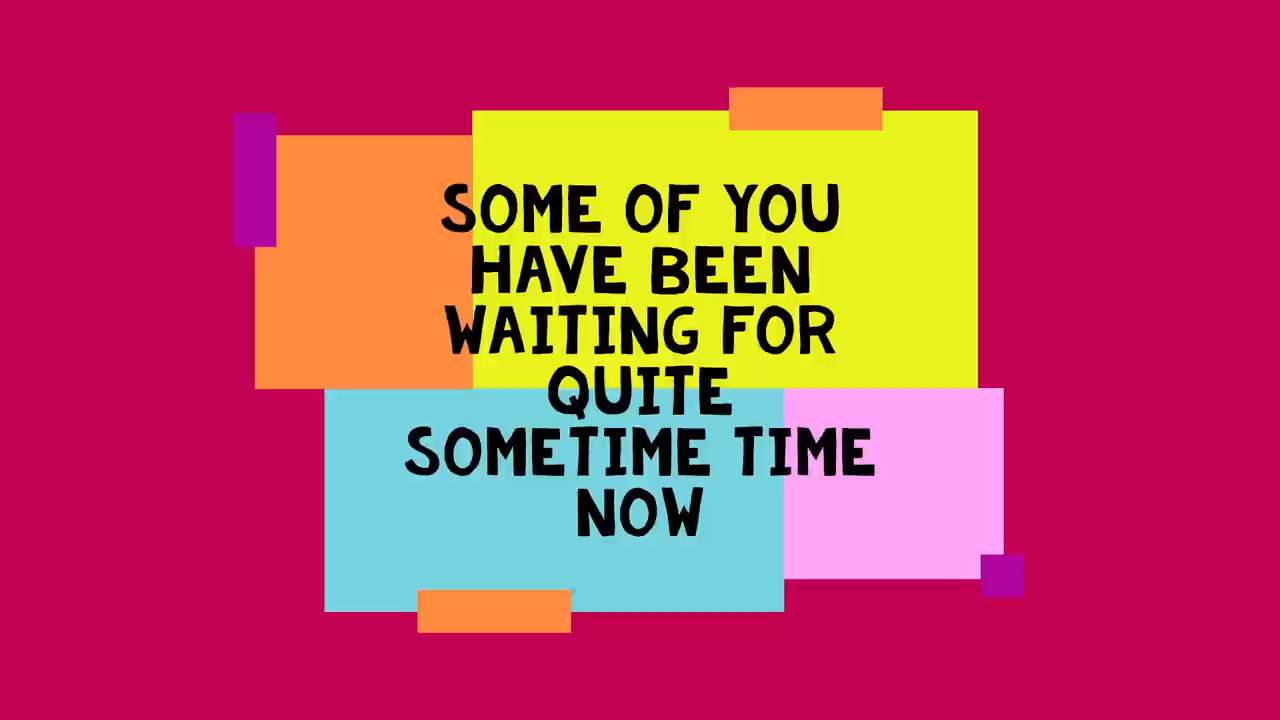 SOME OF YOU
HAVE BEEN
WAITING FOR
QUITE
SOMETIME TIME
NOW